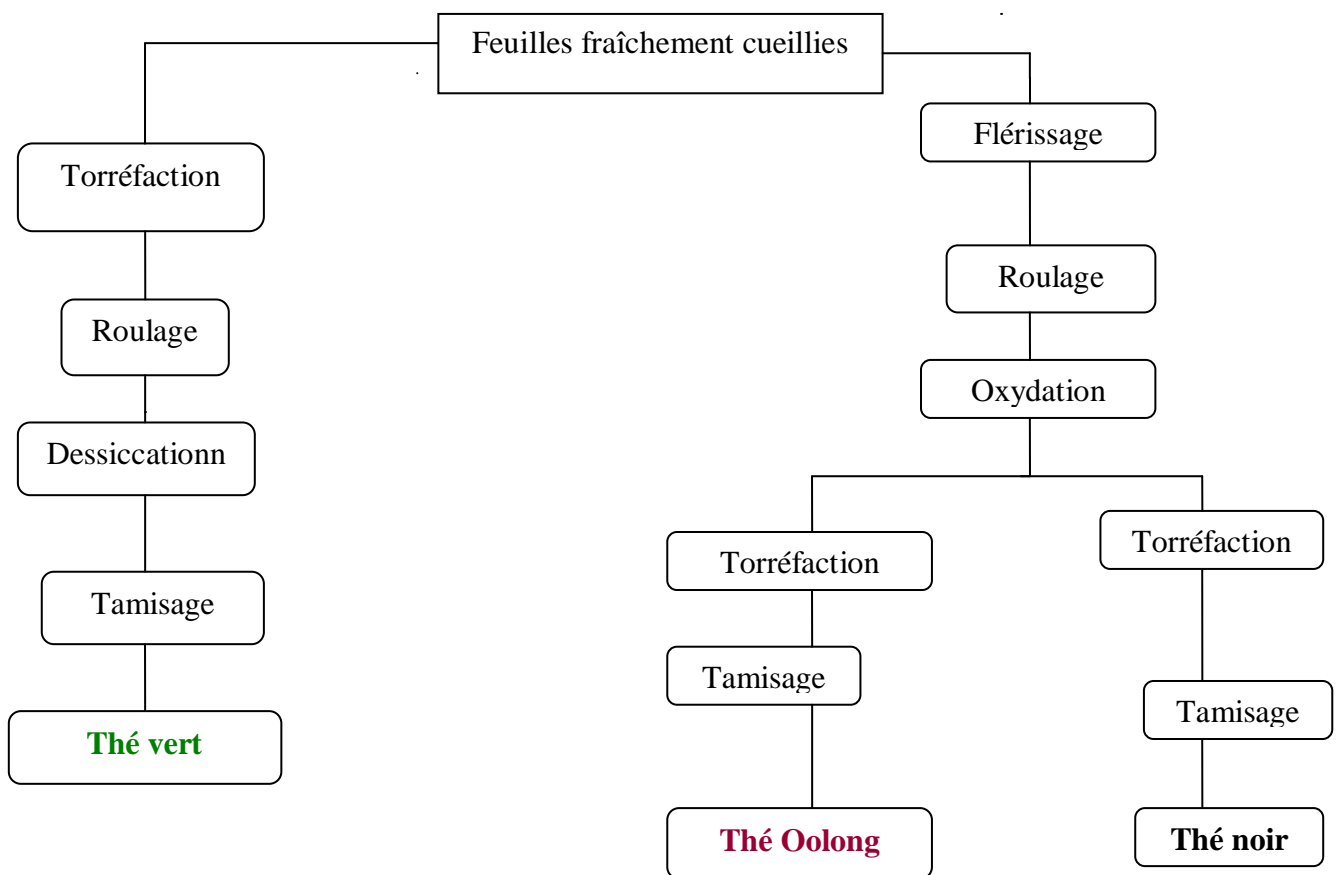 Feuilles fraîchement cueillies
Torréfaction
Roulage
Dessiccationn
Tamisage
Thé vert
Flérissage
Roulage
Oxydation
Torréfaction
Tamisage
Thé Oolong
Torréfaction
Tamisage
Thé noir